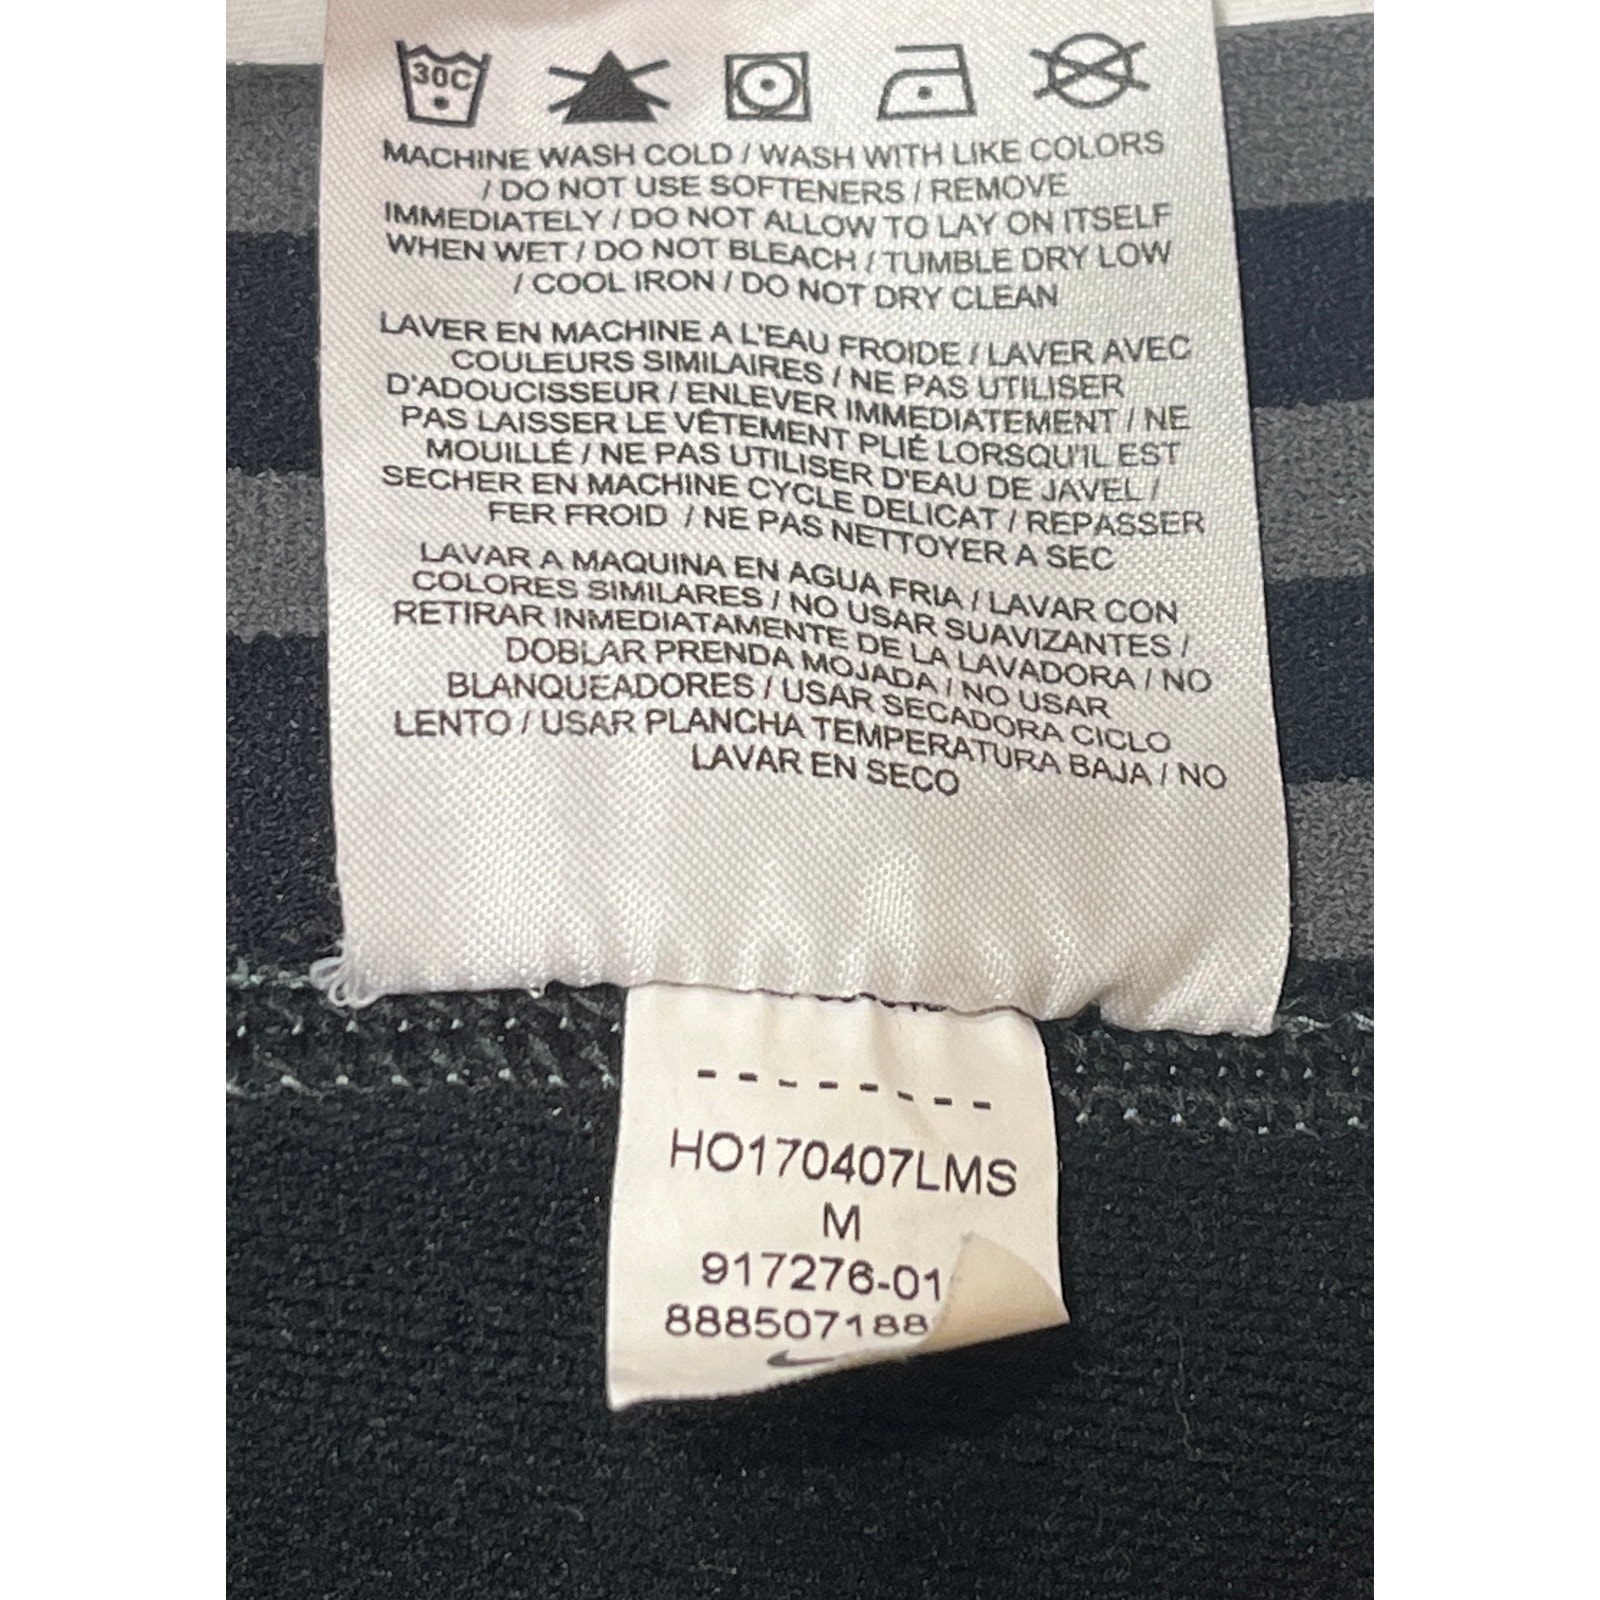 30C
MACHINE WASH COLD / WASH WITH LIKE COLORS
/ DO NOT USE SOFTENERS / REMOVE
IMMEDIATELY / DO NOT ALLOW TO LAY ON ITSELF
WHEN WET / DO NOT BLEACH / TUMBLE DRY LOW
/ COOL IRON / DO NOT DRY CLEAN
LAVER EN MACHINE A L'EAU FROIDE / LAVER AVEC
COULEURS SIMILAIRES / NE PAS UTILISER
D'ADOUCISSEUR / ENLEVER IMMEDIATEMENT / NE
PAS LAISSER LE VÊTEMENT PLIÉ LORSQU'IL EST
MOUILLÉ / NE PAS UTILISER D'EAU DE JAVEL /
SECHER EN MACHINE CYCLE DELICAT / REPASSER
FER FROID / NE PAS NETTOYER A SEC
LAVAR A MAQUINA EN AGUA FRIA / LAVAR CON
COLORES SIMILARES / NO USAR SUAVIZANTES /
RETIRAR INMEDIATAMENTE DE LA LAVADORA / NO
DOBLAR PRENDA MOJADA / NO USAR
BLANQUEADORES / USAR SECADORA CICLO
LENTO / USAR PLANCHA TEMPERATURA BAJA / NO
LAVAR EN SECO
--------
HO170407LMS
M
917276-01
888507188